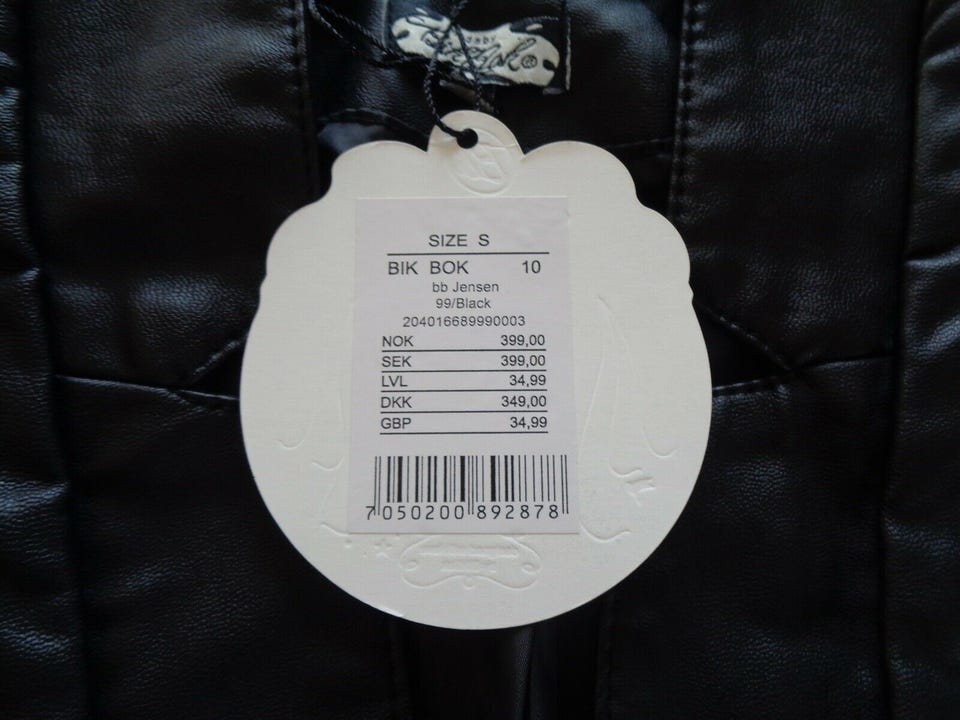 BikBok®
SIZE S
BIK BOK 10
bb Jensen
99/Black
204016689990003
NOK 399,00
SEK 399,00
LVL 34,99
DKK 349,00
GBP 34,99
7 050200 892878